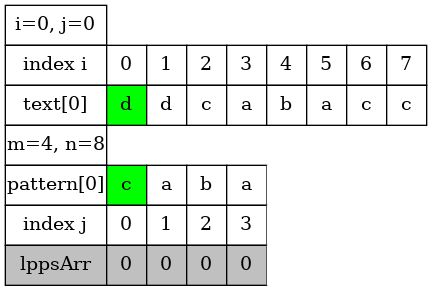 i=0, j=0
index i 0 1 2 3 4 5 6 7
text[0] d d c a b a c c
m=4, n=8
pattern[0] c a b a
index j 0 1 2 3
lppsArr 0 0 0 0